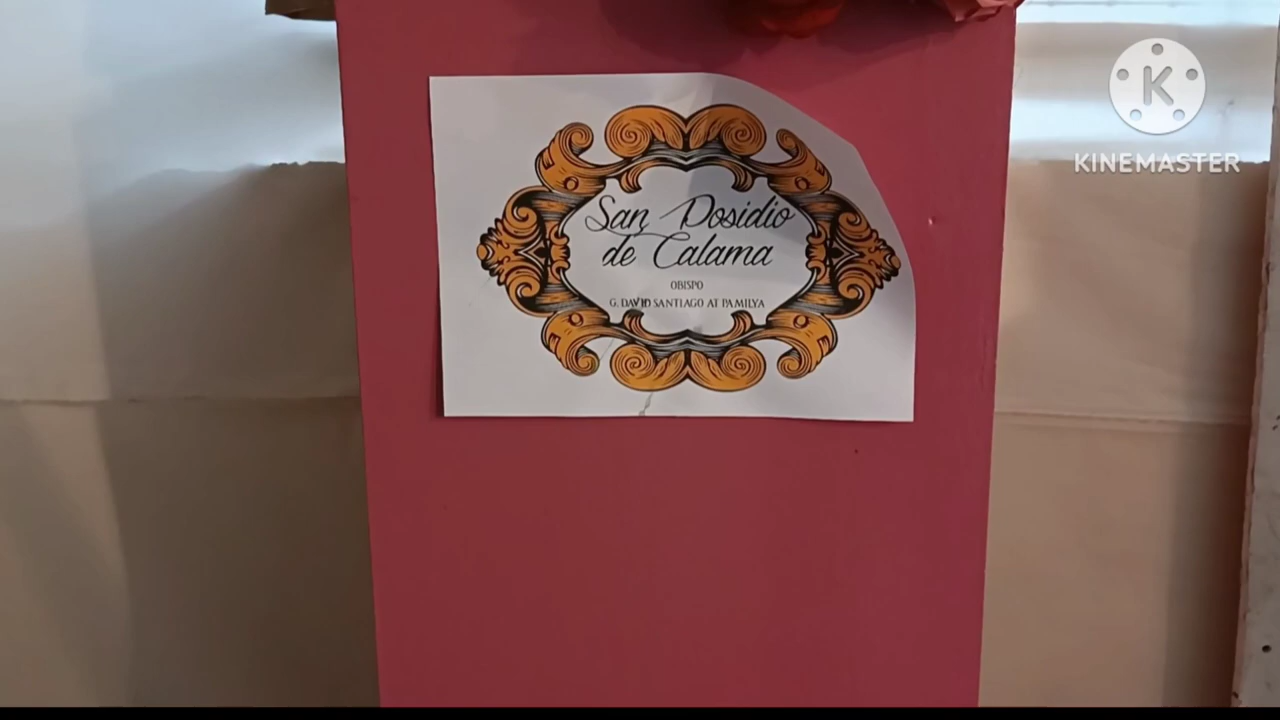 San Posidio
de Calama
OBISPO
G. DAVID SANTIAGO AT PAMILYA
K
KINEMASTER